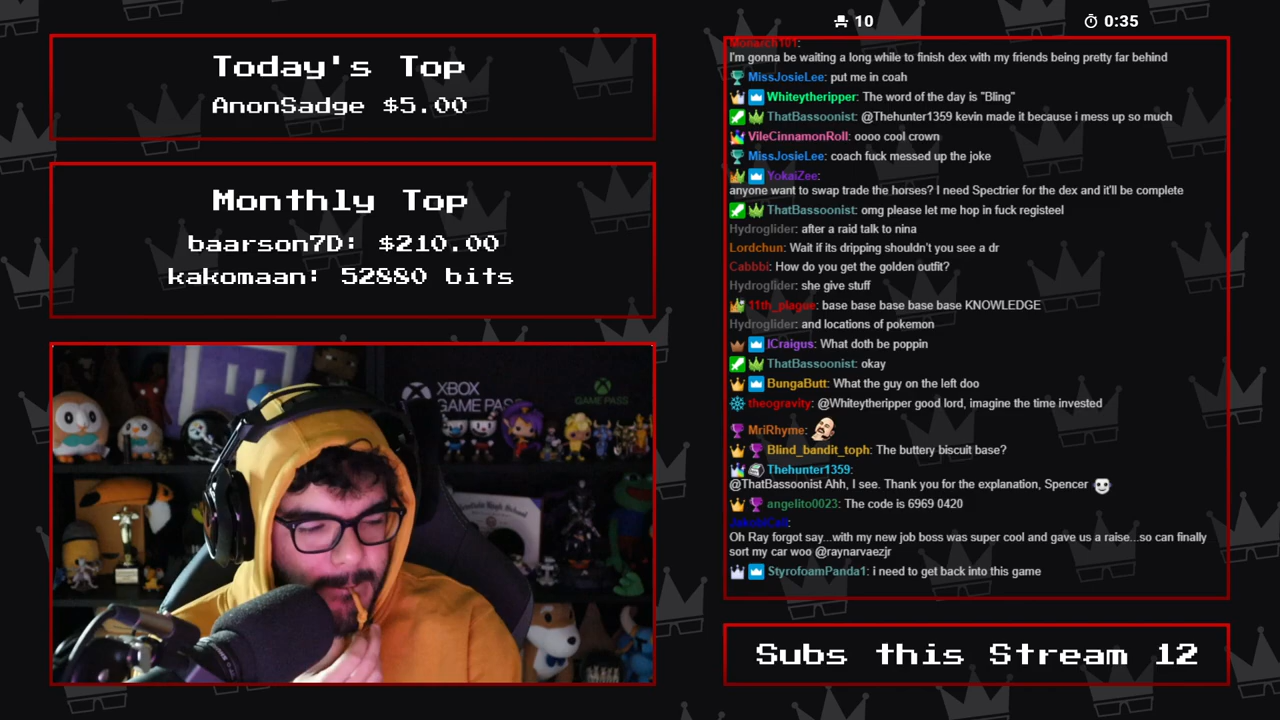 10
0:35
Today's Top
AnonSadge $5.00
Monthly Top
baarson7D: $210.00
kakomaan: 52880 bits
XBOX
GAME PASS
GAME PASS
Monarch101:
I'm gonna be waiting a long while to finish dex with my friends being pretty far behind
MissJosieLee: put me in coah
Whiteytheripper: The word of the day is "Bling"
ThatBassoonist: @Thehunter1359 kevin made it because i mess up so much
VileCinnamonRoll: oooo cool crown
MissJosieLee: coach fuck messed up the joke
YokaiZee:
anyone want to swap trade the horses? I need Spectrier for the dex and it'll be complete
ThatBassoonist: omg please let me hop in fuck registeel
Hydroglider: after a raid talk to nina
Lordchun: Wait if its dripping shouldn't you see a dr
Cabbbi: How do you get the golden outfit?
Hydroglider: she give stuff
11th_plague: base base base base base KNOWLEDGE
Hydroglider: and locations of pokemon
ICraigus: What doth be poppin
ThatBassoonist: okay
BungaButt: What the guy on the left doo
theogravity: @Whiteytheripper good lord, imagine the time invested
MriRhyme:
Blind_bandit_toph: The buttery biscuit base?
Thehunter1359:
@ThatBassoonist Ahh, I see. Thank you for the explanation, Spencer
angelito0023: The code is 6969 0420
Oh Ray forgot say...with my new job boss was super cool and gave us a raise...so can finally
sort my car woo @raynarvaezjr
StyrofoamPanda1: i need to get back into this game
Subs this Stream 12